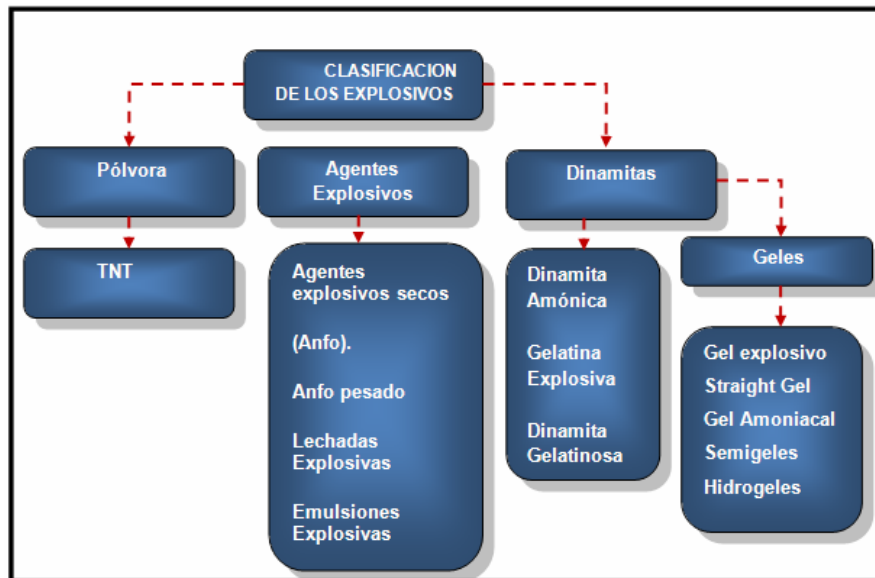 CLASIFICACION
DE LOS EXPLOSIVOS
Pólvora
TNT
Agentes
Explosivos
Agentes
explosivos secos
(Anfo).
Anfo pesado
Lechadas
Explosivas
Emulsiones
Explosivas
Dinamitas
Dinamita
Amónica
Gelatina
Explosiva
Dinamita
Gelatinosa
Geles
Gel explosivo
Straight Gel
Gel Amoniacal
Semigeles
Hidrogeles